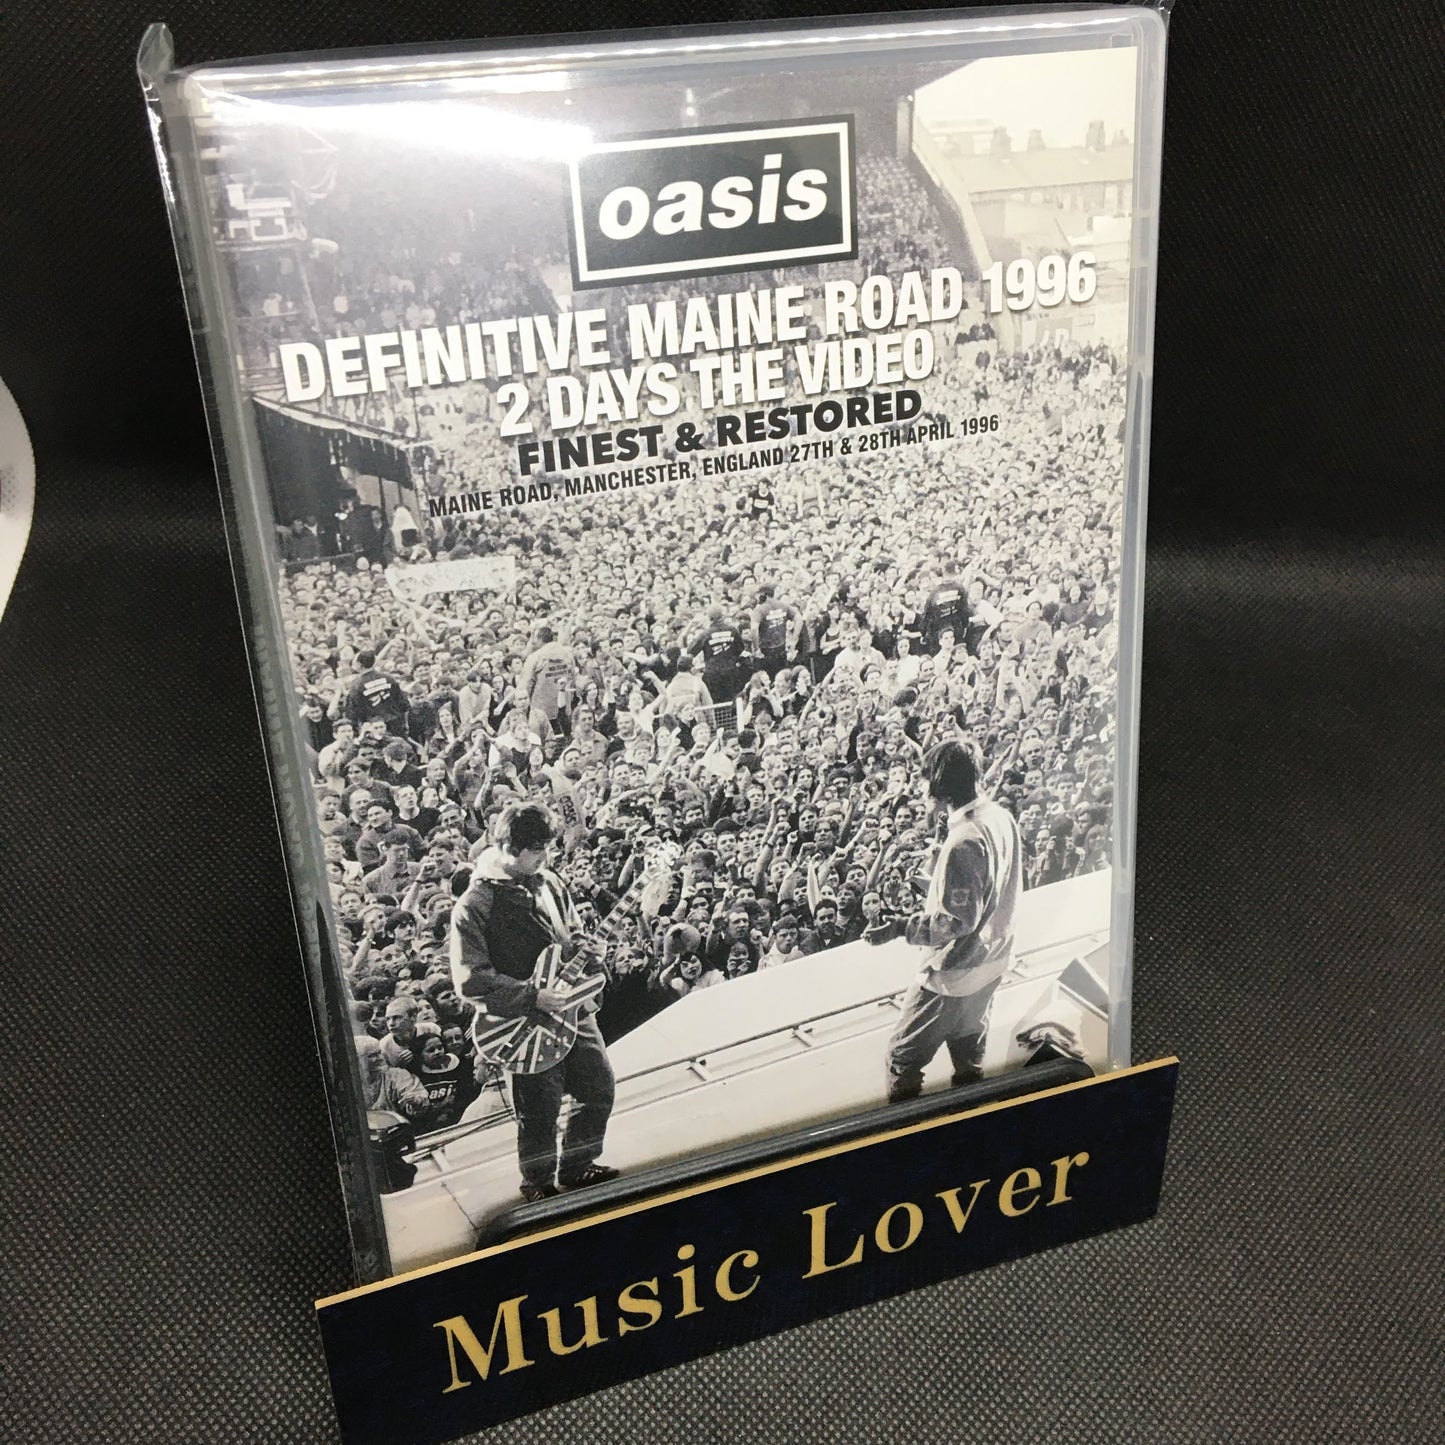 oasis
DEFINITIVE MAINE ROAD 1996
2 DAYS THE VIDEO
FINEST & RESTORED
MAINE ROAD, MANCHESTER, ENGLAND 27TH & 28TH APRIL 1996
Music Lover